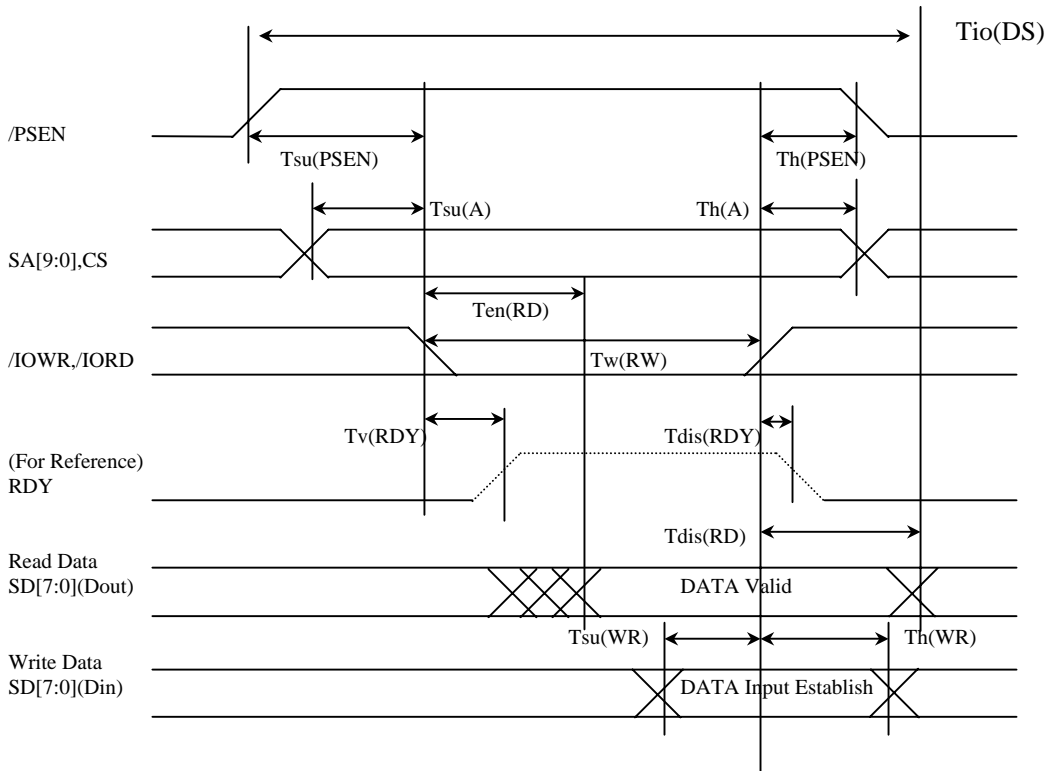 Tio(DS)
/PSEN
Tsu(PSEN)
Th(PSEN)
Tsu(A)
Th(A)
SA[9:0],CS
Ten(RD)
/IOWR,/IORD
Tw(RW)
Tv(RDY)
Tdis(RDY)
(For Reference)
RDY
Tdis(RD)
Read Data
SD[7:0](Dout)
DATA Valid
Tsu(WR)
Th(WR)
Write Data
SD[7:0](Din)
DATA Input Establish